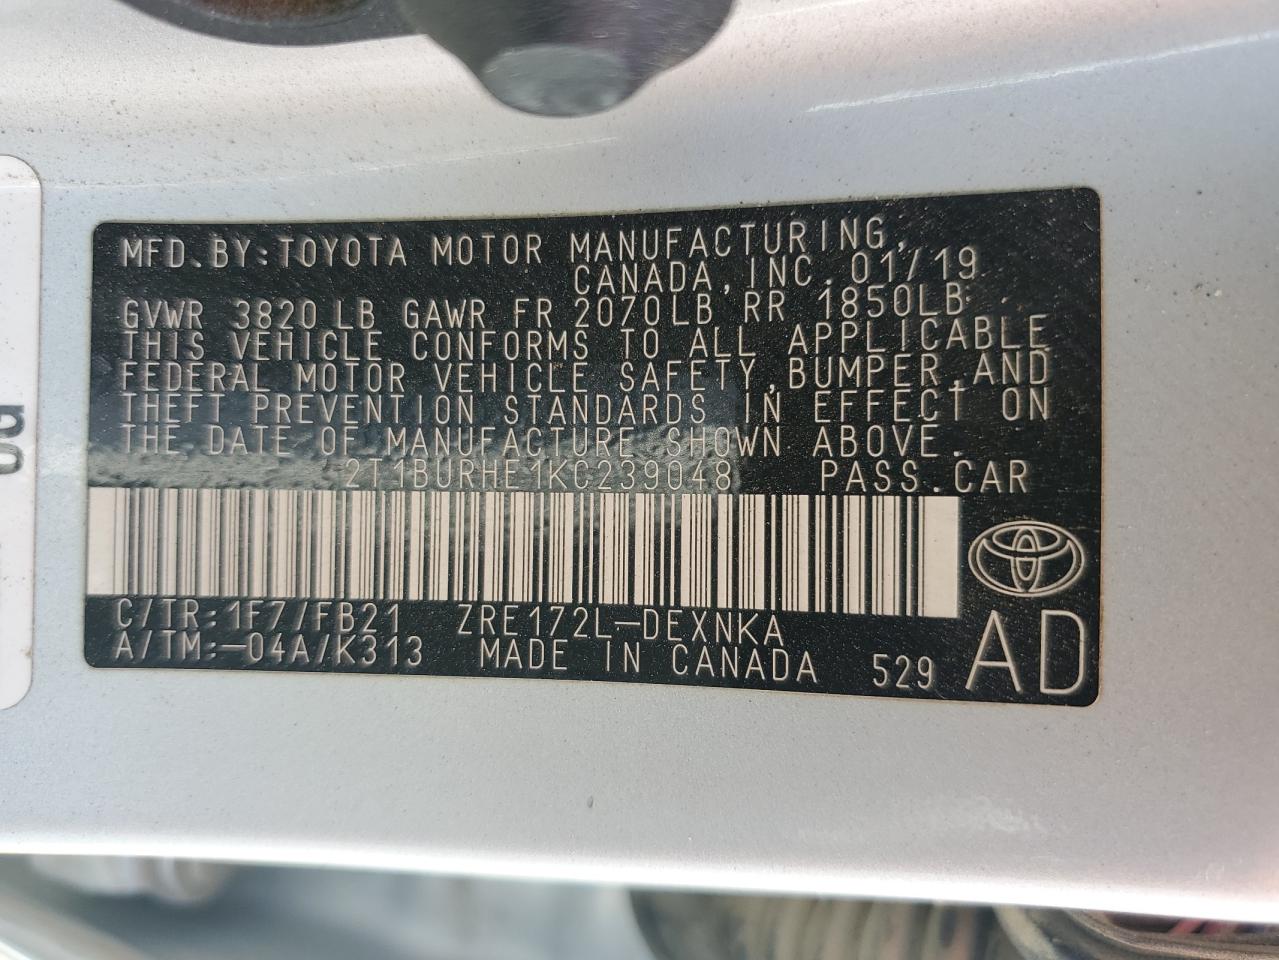 MFD.BY:TOYOTA MOTOR MANUFACTURING,
CANADA,INC.01/19
GVWR 3820LB GAWR FR 2070LB RR 1850LB
THIS VEHICLE CONFORMS TO ALL APPLICABLE
FEDERAL MOTOR VEHICLE SAFETY,BUMPER,AND
THEFT PREVENTION STANDARDS IN EFFECT ON
THE DATE OF MANUFACTURE SHOWN ABOVE.
2T1BURHE1KC239048 PASS.CAR
C/TR:1F7/FB21 ZRE172L-DEXNKA
A/TM:-04A/K313 MADE IN CANADA 529 AD